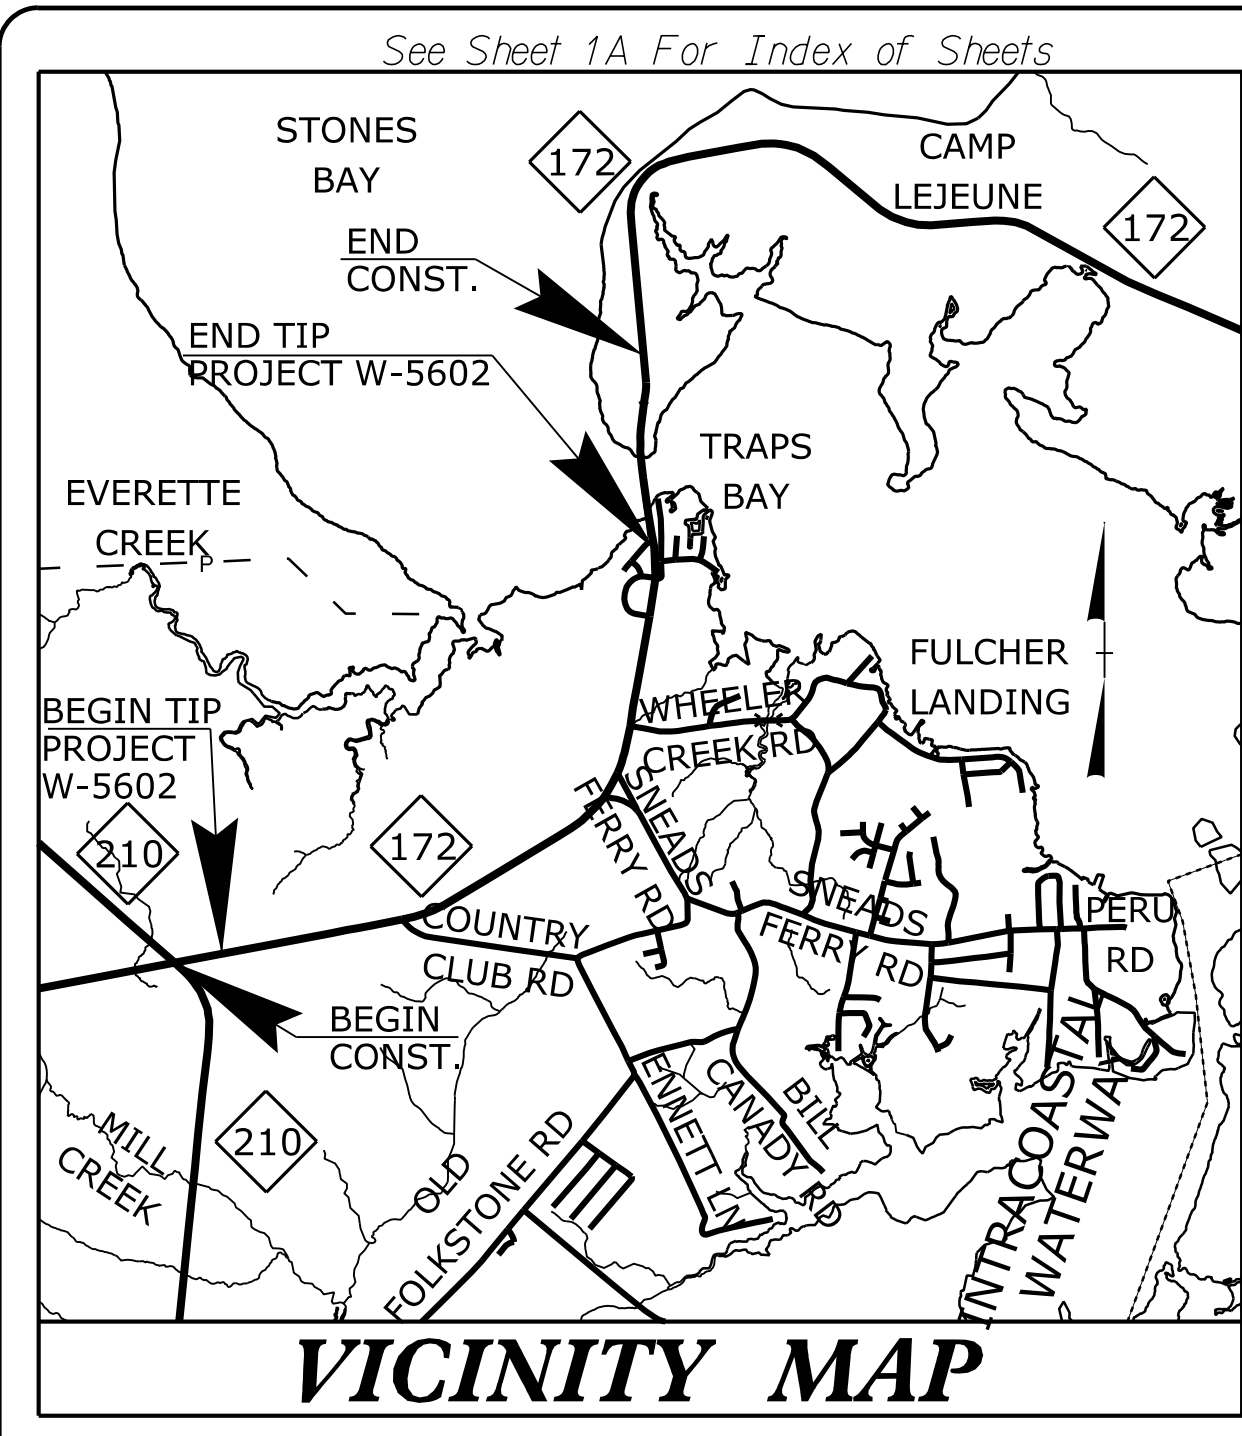 See Sheet 1A For Index of Sheets
STONES
BAY
172
CAMP
LEJEUNE
172
END
CONST.
END TIP
PROJECT W-5602
TRAPS
BAY
EVERETTE
CREEK
P
FULCHER
LANDING
WHEELER
CREEK RD
BEGIN TIP
PROJECT
W-5602
210
172
SNEADS
FERRY RD
SNEADS
FERRY RD
COUNTRY
CLUB RD
PERU
RD
BEGIN
CONST.
MILL
CREEK
210
OLD
FOLKSTONE RD
ENNETT LN
BILL
CANADY RD
INTRACOASTAL
WATERWAY
VICINITY MAP